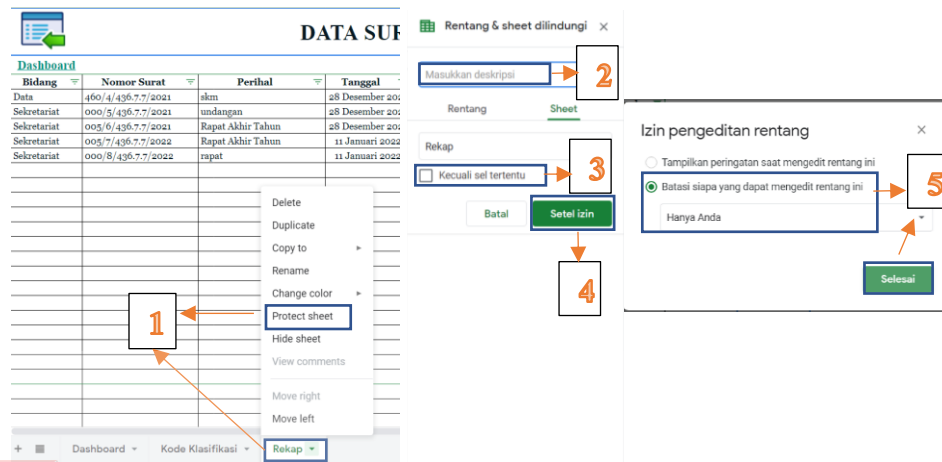 DATA SUR
Dashboard
Bidang Nomor Surat Perihal Tanggal
Data 460/4/436.7.7/2021 skm 28 Desember 202
Sekretariat 000/5/436.7.7/2021 undangan 28 Desember 202
Sekretariat 005/6/436.7.7/2021 Rapat Akhir Tahun 28 Desember 202
Sekretariat 005/7/436.7.7/2022 Rapat Akhir Tahun 11 Januari 2022
Sekretariat 000/8/436.7.7/2022 rapat 11 Januari 2022
Delete
Duplicate
Copy to
Rename
Change color
Protect sheet
Hide sheet
View comments
Move right
Move left
1
+ Dashboard Kode Klasifikasi Rekap
Rentang & sheet dilindungi ×
Masukkan deskripsi
2
Rentang Sheet
Rekap
Kecuali sel tertentu
3
Batal Setel izin
4
Izin pengeditan rentang ×
Tampilkan peringatan saat mengedit rentang ini
Batasi siapa yang dapat mengedit rentang ini
5
Hanya Anda
Selesai